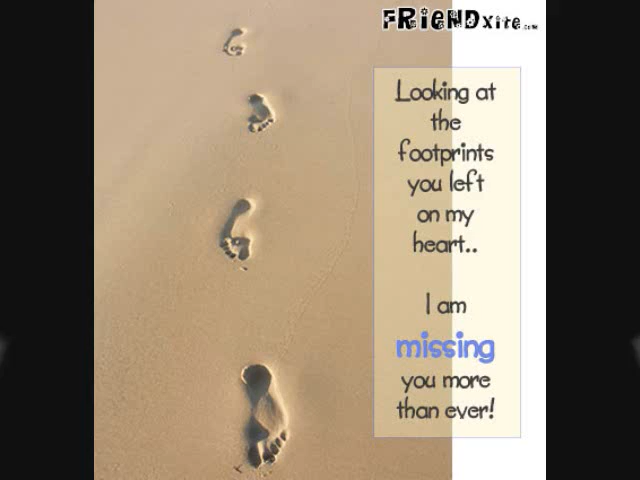 FRiENDXite.com
Looking at
the
footprints
you left
on my
heart..
I am
missing
you more
than ever!